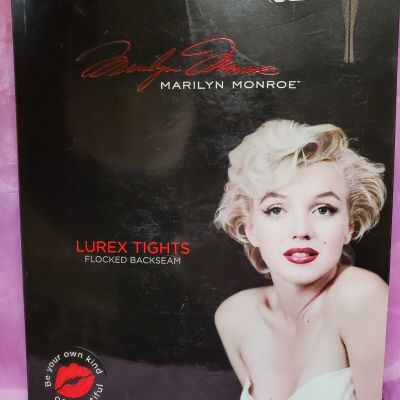 Marilyn Monroe
MARILYN MONROE™
LUREX TIGHTS
FLOCKED BACKSEAM
Be your own kind